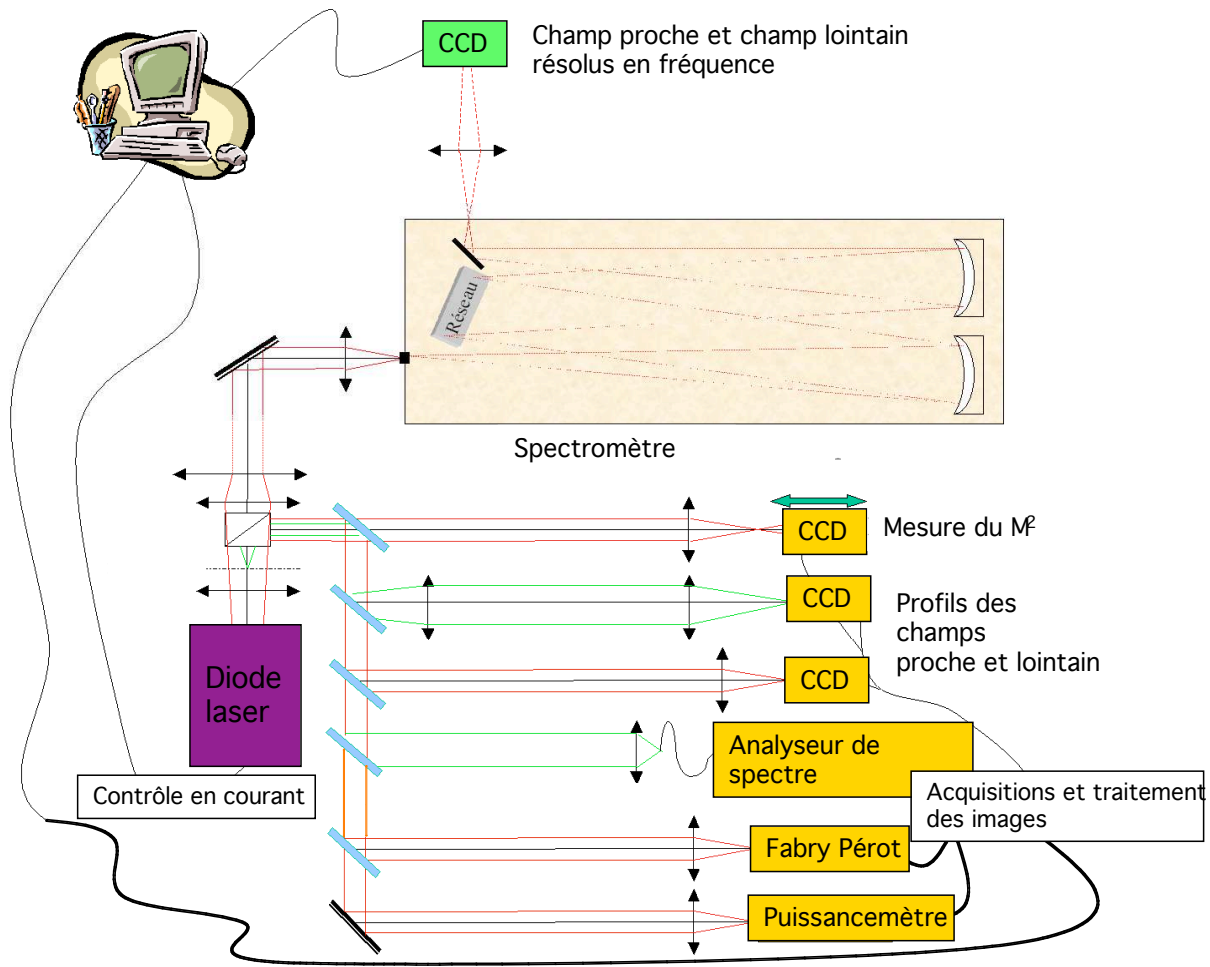 CCD
Champ proche et champ lointain
résolus en fréquence
Réseau
Spectromètre
CCD
Mesure du M²
CCD
Profils des
champs
proche et lointain
CCD
Diode
laser
Analyseur de
spectre
Contrôle en courant
Acquisitions et traitement
des images
Fabry Pérot
Puissancemètre